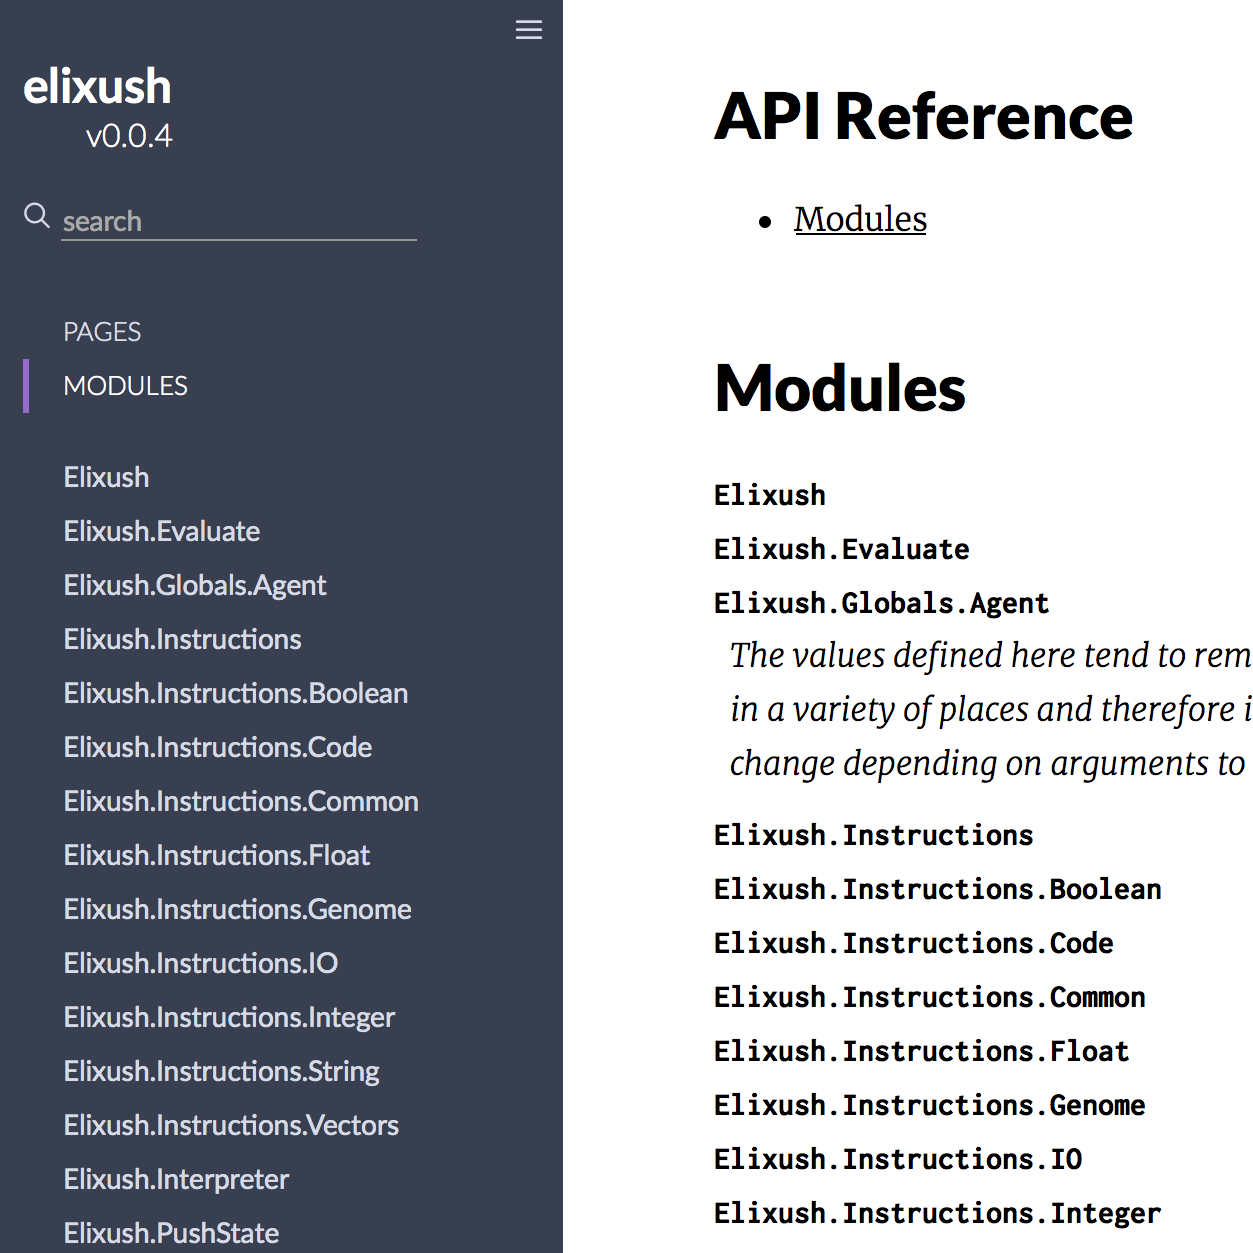 elixush
v0.0.4
search
PAGES
MODULES
Elixush
Elixush.Evaluate
Elixush.Globals.Agent
Elixush.Instructions
Elixush.Instructions.Boolean
Elixush.Instructions.Code
Elixush.Instructions.Common
Elixush.Instructions.Float
Elixush.Instructions.Genome
Elixush.Instructions.IO
Elixush.Instructions.Integer
Elixush.Instructions.String
Elixush.Instructions.Vectors
Elixush.Interpreter
Elixush.PushState
API Reference
• Modules
Modules
Elixush
Elixush.Evaluate
Elixush.Globals.Agent
The values defined here tend to rem
in a variety of places and therefore i
change depending on arguments to
Elixush.Instructions
Elixush.Instructions.Boolean
Elixush.Instructions.Code
Elixush.Instructions.Common
Elixush.Instructions.Float
Elixush.Instructions.Genome
Elixush.Instructions.IO
Elixush.Instructions.Integer